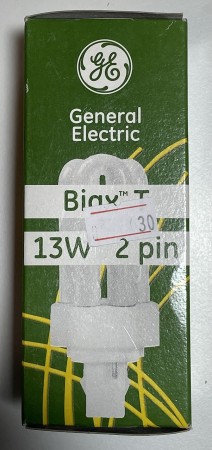 GE
General
Electric
Biax™ T
30
13W 2 pin